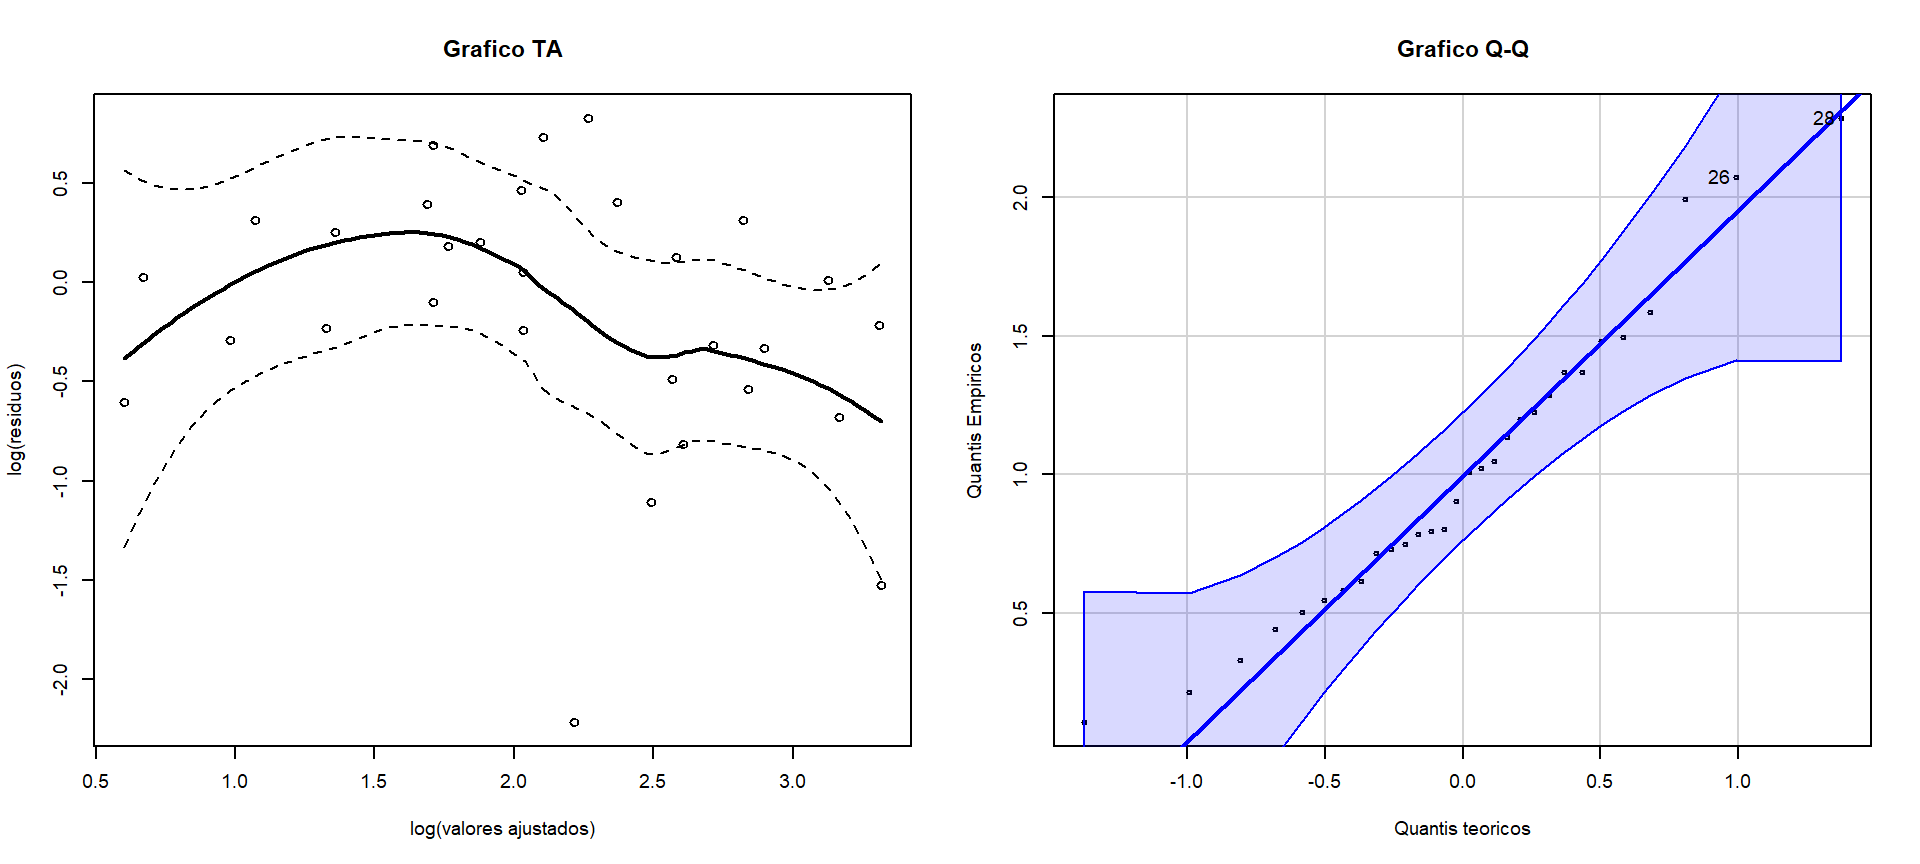 Grafico TA
log(residuos)
0.5
0.0
-0.5
-1.0
-1.5
-2.0
0.5 1.0 1.5 2.0 2.5 3.0
log(valores ajustados)
Grafico Q-Q
Quantis Empiricos
2.0
1.5
1.0
0.5
28
26
-1.0 -0.5 0.0 0.5 1.0
Quantis teoricos